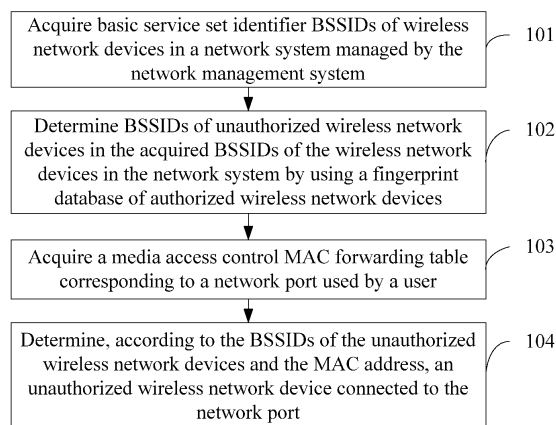 Acquire basic service set identifier BSSIDs of wireless
network devices in a network system managed by the
network management system
101
Determine BSSIDs of unauthorized wireless network
devices in the acquired BSSIDs of the wireless network
devices in the network system by using a fingerprint
database of authorized wireless network devices
102
Acquire a media access control MAC forwarding table
corresponding to a network port used by a user
103
Determine, according to the BSSIDs of the unauthorized
wireless network devices and the MAC address, an
unauthorized wireless network device connected to the
network port
104